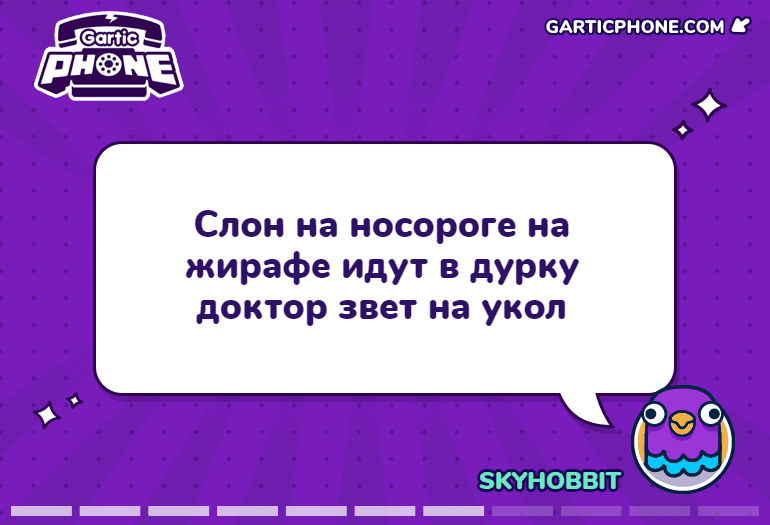 Gartic
PHONE
GARTICPHONE.COM
Слон на носороге на
жирафе идут в дурку
доктор звет на укол
SKYHOBBIT